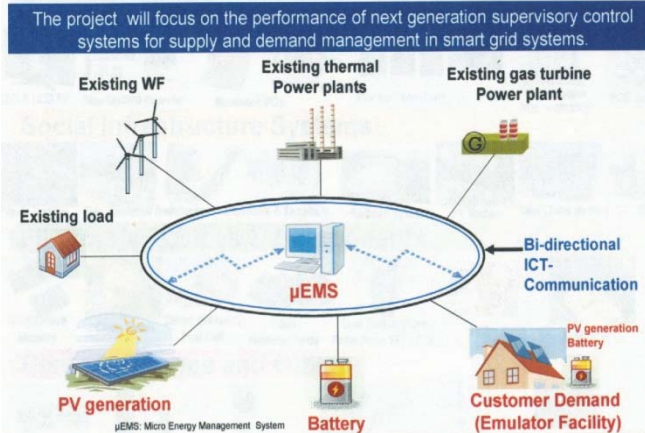 The project will focus on the performance of next generation supervisory control
systems for supply and demand management in smart grid systems.
Existing WF
Existing thermal
Power plants
Existing gas turbine
Power plant
G
Existing load
μEMS
Bi-directional
ICT-
Communication
PV generation
Battery
PV generation
Battery
Customer Demand
(Emulator Facility)
μEMS: Micro Energy Management System